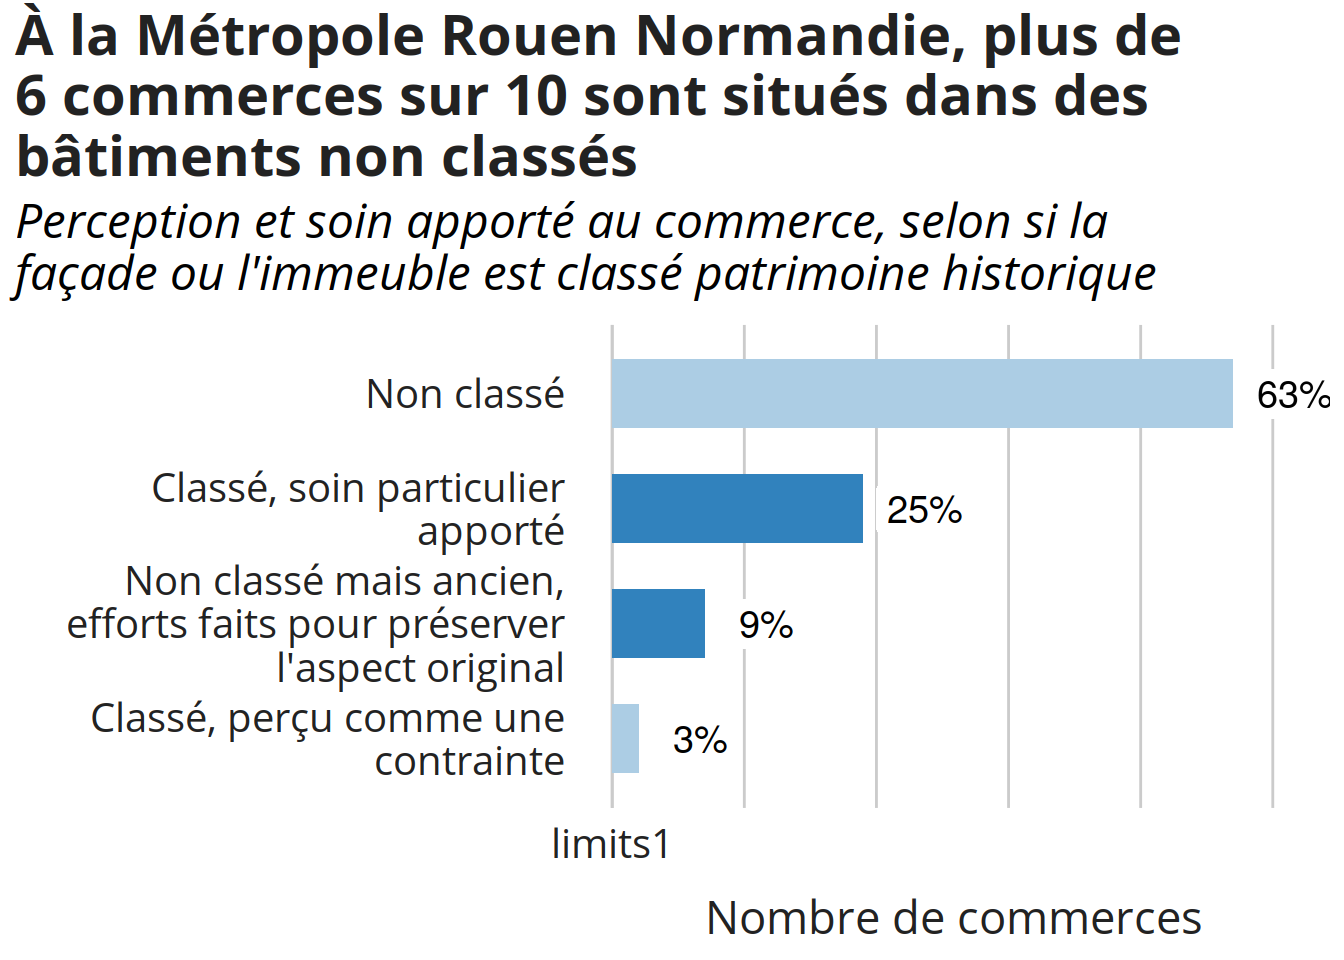 À la Métropole Rouen Normandie, plus de
6 commerces sur 10 sont situés dans des
bâtiments non classés
Perception et soin apporté au commerce, selon si la
façade ou l'immeuble est classé patrimoine historique
Non classé
63%
Classé, soin particulier
apporté
25%
Non classé mais ancien,
efforts faits pour préserver
l'aspect original
9%
Classé, perçu comme une
contrainte
3%
limits1
Nombre de commerces